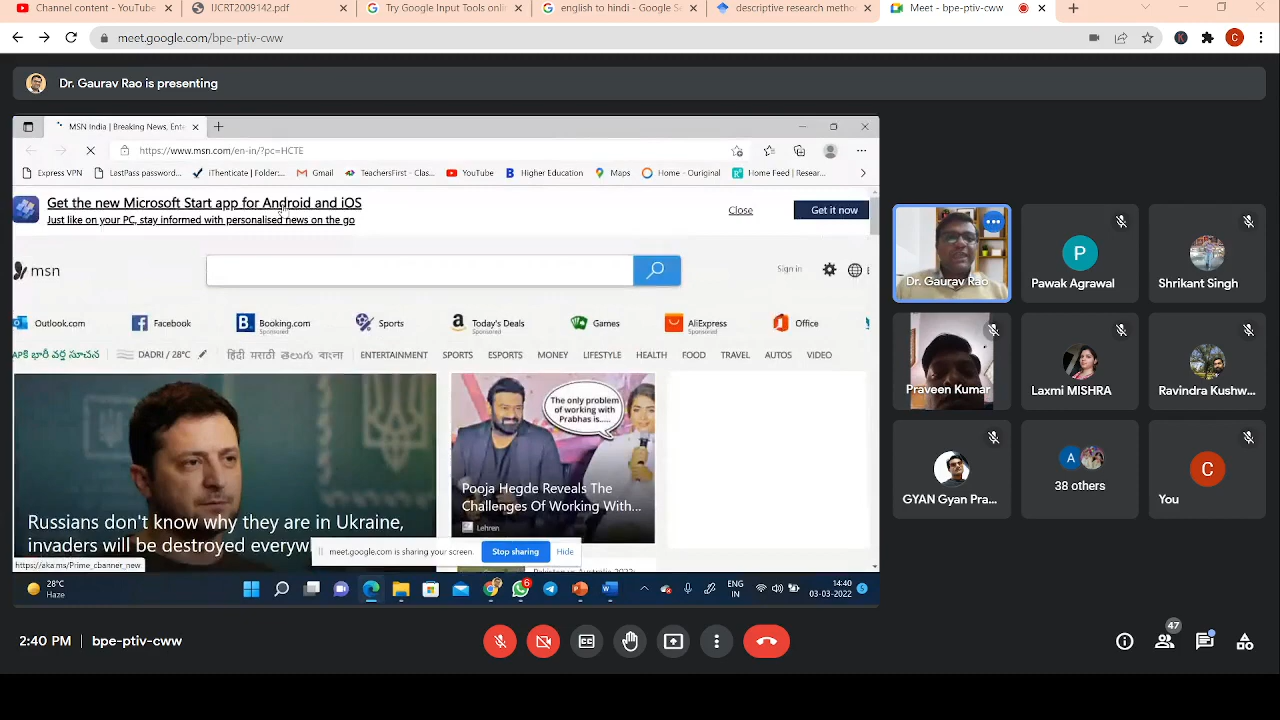 Channel content - YouTube
IJCRT2009142.pdf
Try Google Input Tools onli
english to hindi - Google Se
descriptive research metho
Meet - bpe-ptiv-cww
meet.google.com/bpe-ptiv-cww
K
C
Dr. Gaurav Rao is presenting
MSN India | Breaking News, Ente
https://www.msn.com/en-in/?pc=HCTE
Express VPN
LastPass password...
iThenticate | Folder:...
Gmail
TeachersFirst - Clas...
YouTube
Higher Education
Maps
Home - Ouriginal
Home Feed | Resear...
Get the new Microsoft Start app for Android and iOS
Just like on your PC, stay informed with personalised news on the go
Close
Get it now
msn
Sign in
Outlook.com
Facebook
Booking.com
Sponsored
Sports
Today's Deals
Sponsored
Games
AliExpress
Sponsored
Office
DADRI / 28°C
हिंदी मराठी తెలుగు বাংলা
ENTERTAINMENT
SPORTS
ESPORTS
MONEY
LIFESTYLE
HEALTH
FOOD
TRAVEL
AUTOS
VIDEO
The only problem
of working with
Prabhas is.....
Pooja Hegde Reveals The
Challenges Of Working With...
Lehren
Russians don't know why they are in Ukraine,
invaders will be destroyed everyw
meet.google.com is sharing your screen.
Stop sharing
Hide
https://aka.ms/Prime_cbanner_new
28°C
Haze
6
ENG
IN
14:40
03-03-2022
5
Dr. Gaurav Rao
P
Pawak Agrawal
Shrikant Singh
Praveen Kumar
Laxmi MISHRA
Ravindra Kushw...
GYAN Gyan Pra...
A
38 others
C
You
2:40 PM
bpe-ptiv-cww
47